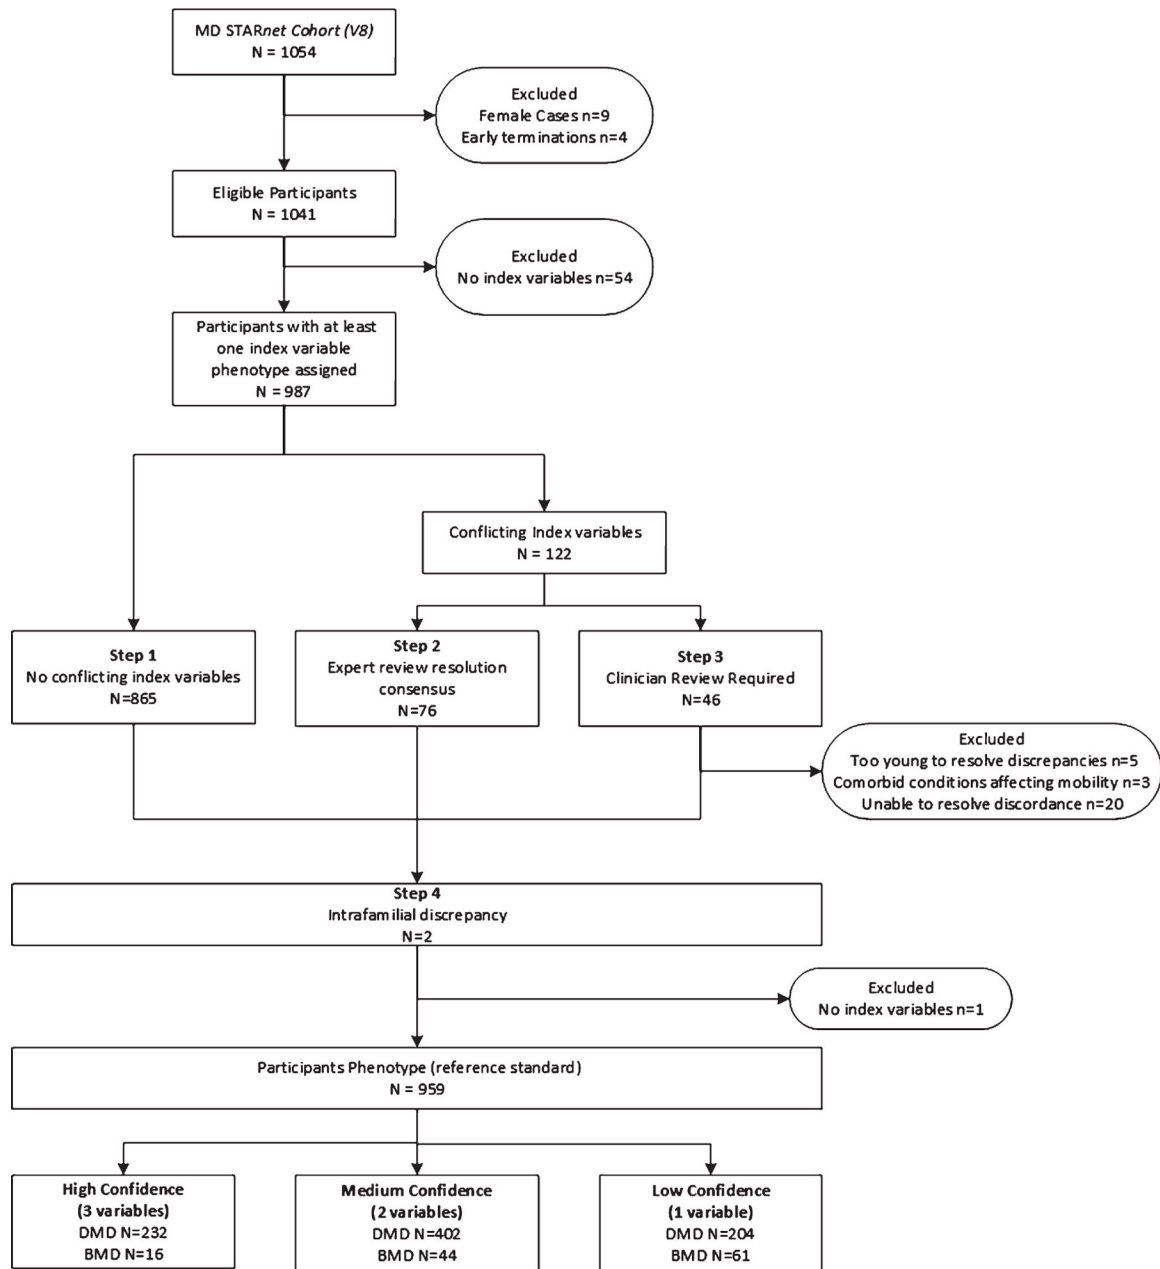 MD STARnet Cohort (V8)
N = 1054
Excluded
Female Cases n=9
Early terminations n=4
Eligible Participants
N = 1041
Excluded
No index variables n=54
Participants with at least
one index variable
phenotype assigned
N = 987
Conflicting Index variables
N = 122
Step 1
No conflicting index variables
N=865
Step 2
Expert review resolution
consensus
N=76
Step 3
Clinician Review Required
N=46
Excluded
Too young to resolve discrepancies n=5
Comorbid conditions affecting mobility n=3
Unable to resolve discordance n=20
Step 4
Intrafamilial discrepancy
N=2
Excluded
No index variables n=1
Participants Phenotype (reference standard)
N = 959
High Confidence
(3 variables)
DMD N=232
BMD N=16
Medium Confidence
(2 variables)
DMD N=402
BMD N=44
Low Confidence
(1 variable)
DMD N=204
BMD N=61